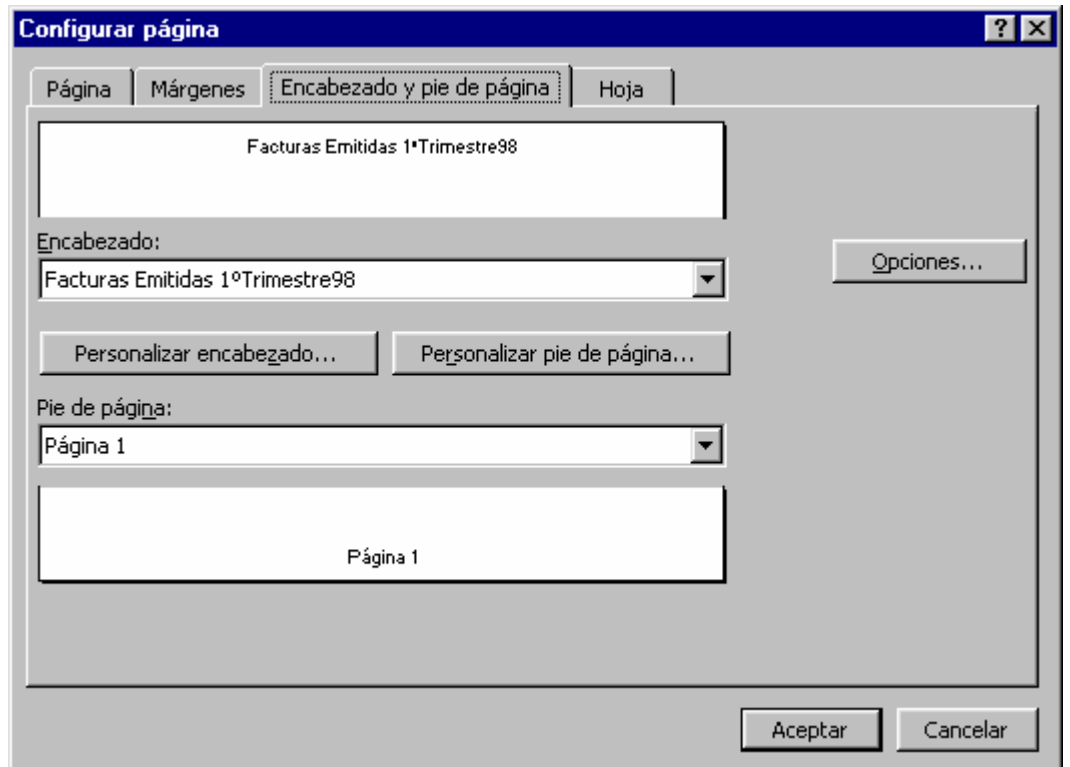 Configurar página
Página Márgenes Encabezado y pie de página Hoja
Facturas Emitidas 1ºTrimestre98
Encabezado:
Facturas Emitidas 1ºTrimestre98
Opciones...
Personalizar encabezado... Personalizar pie de página...
Pie de página:
Página 1
Página 1
Aceptar Cancelar